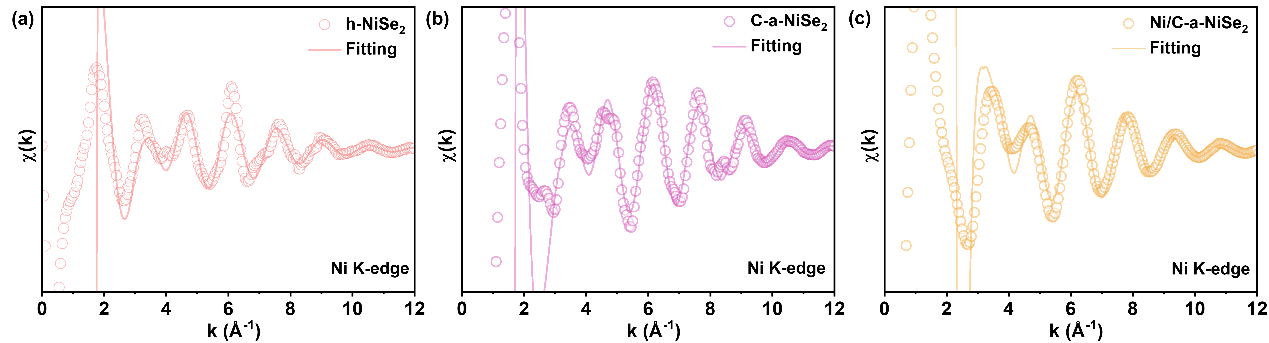 (a)
h-NiSe₂
Fitting
χ(k)
Ni K-edge
0 2 4 6 8 10 12
k (Å⁻¹)
(b)
C-a-NiSe₂
Fitting
χ(k)
Ni K-edge
0 2 4 6 8 10 12
k (Å⁻¹)
(c)
Ni/C-a-NiSe₂
Fitting
χ(k)
Ni K-edge
0 2 4 6 8 10 12
k (Å⁻¹)